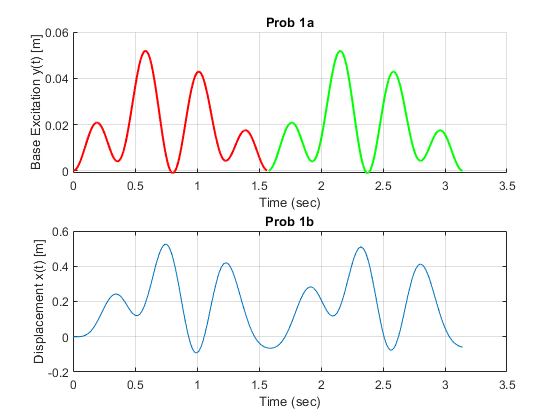 Prob 1a
Base Excitation y(t) [m]
0.06
0.04
0.02
0
0 0.5 1 1.5 2 2.5 3 3.5
Time (sec)
Prob 1b
Displacement x(t) [m]
0.6
0.4
0.2
0
-0.2
0 0.5 1 1.5 2 2.5 3 3.5
Time (sec)